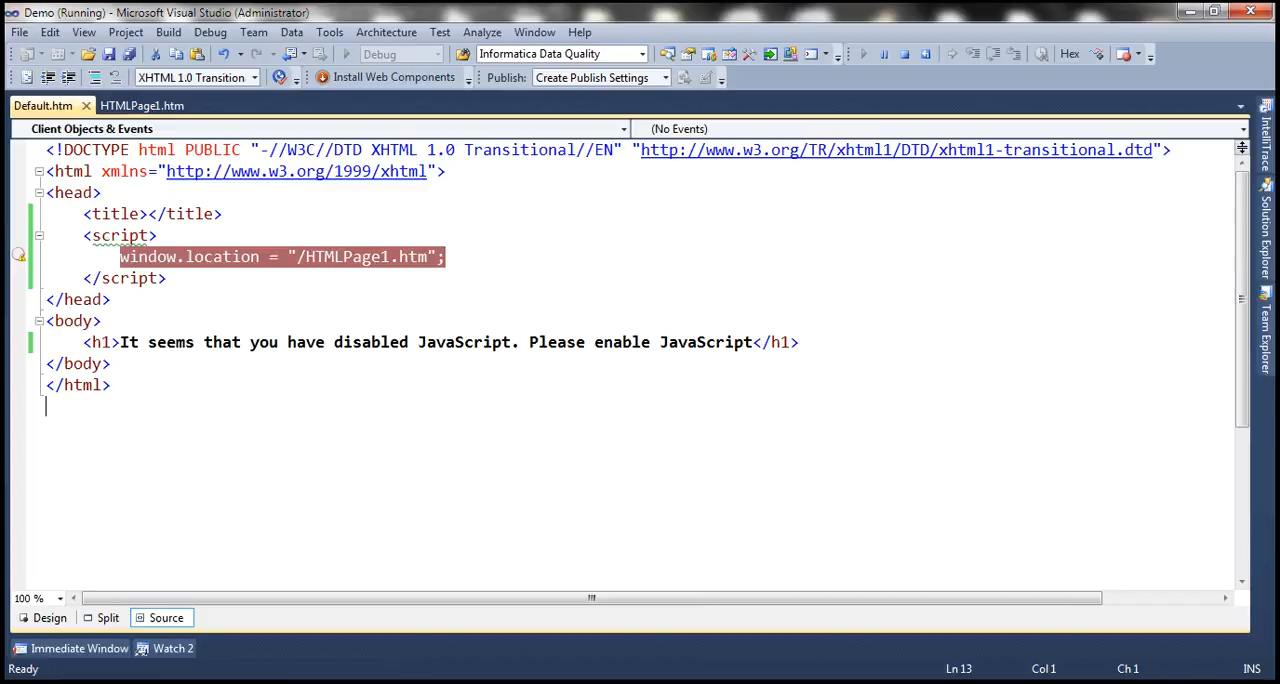 Demo (Running) - Microsoft Visual Studio (Administrator)
File Edit View Project Build Debug Team Data Tools Architecture Test Analyze Window Help
Debug Informatica Data Quality Hex
XHTML 1.0 Transition Install Web Components Publish: Create Publish Settings
Default.htm HTMLPage1.htm
Client Objects & Events (No Events)
<!DOCTYPE html PUBLIC "-//W3C//DTD XHTML 1.0 Transitional//EN" "http://www.w3.org/TR/xhtml1/DTD/xhtml1-transitional.dtd">
<html xmlns="http://www.w3.org/1999/xhtml">
<head>
<title></title>
<script>
window.location = "/HTMLPage1.htm";
</script>
</head>
<body>
<h1>It seems that you have disabled JavaScript. Please enable JavaScript</h1>
</body>
</html>
IntelliTrace
Solution Explorer
Team Explorer
100 %
Design Split Source
Immediate Window Watch 2
Ready Ln 13 Col 1 Ch 1 INS